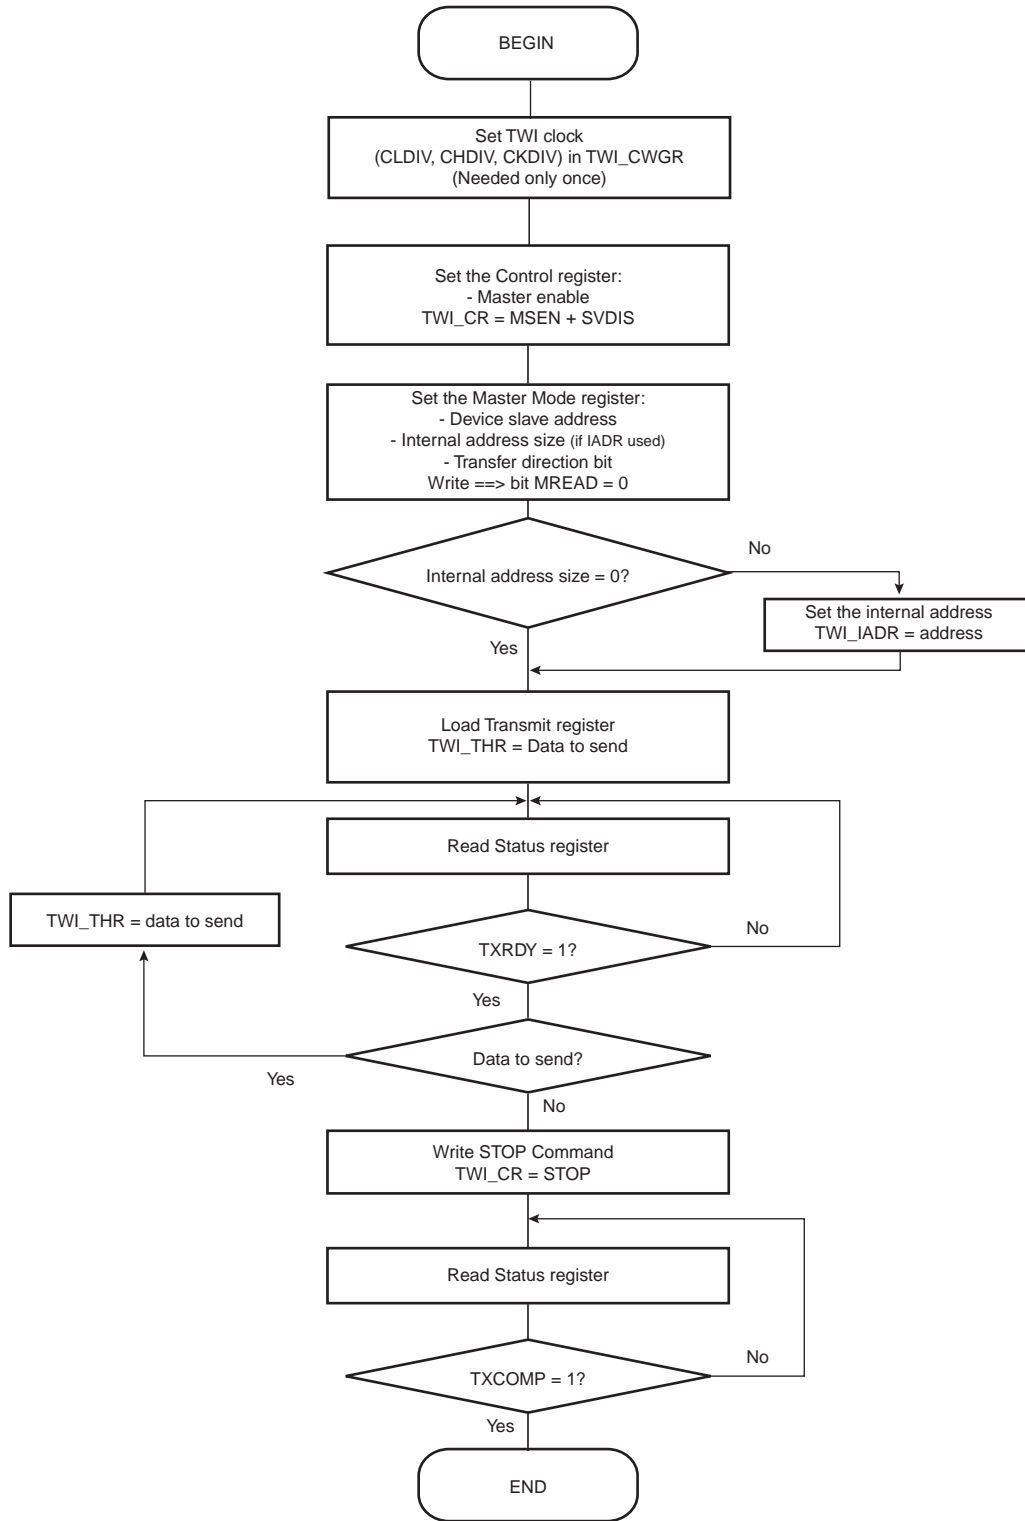 BEGIN
Set TWI clock
(CLDIV, CHDIV, CKDIV) in TWI_CWGR
(Needed only once)
Set the Control register:
- Master enable
TWI_CR = MSEN + SVDIS
Set the Master Mode register:
- Device slave address
- Internal address size (if IADR used)
- Transfer direction bit
Write ==> bit MREAD = 0
No
Internal address size = 0?
Set the internal address
TWI_IADR = address
Yes
Load Transmit register
TWI_THR = Data to send
Read Status register
TWI_THR = data to send
No
TXRDY = 1?
Yes
Data to send?
Yes
No
Write STOP Command
TWI_CR = STOP
Read Status register
No
TXCOMP = 1?
Yes
END